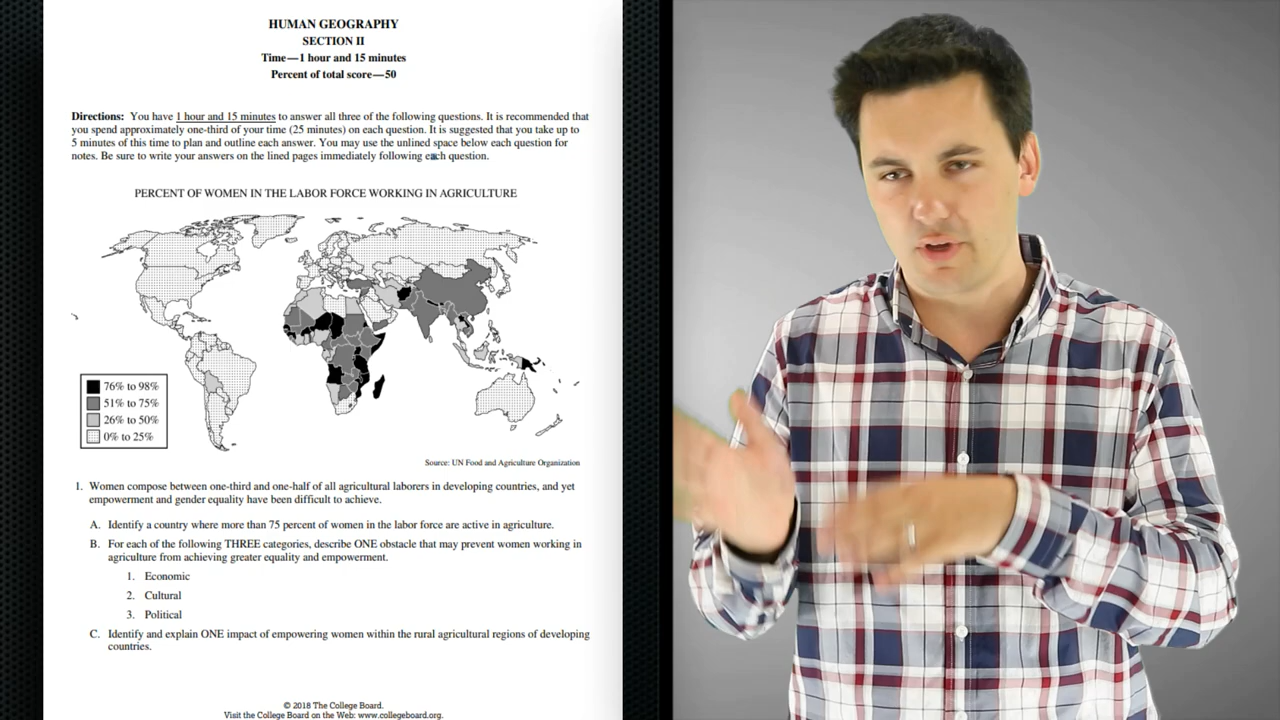 HUMAN GEOGRAPHY
SECTION II
Time—1 hour and 15 minutes
Percent of total score—50
Directions: You have 1 hour and 15 minutes to answer all three of the following questions. It is recommended that
you spend approximately one-third of your time (25 minutes) on each question. It is suggested that you take up to
5 minutes of this time to plan and outline each answer. You may use the unlined space below each question for
notes. Be sure to write your answers on the lined pages immediately following each question.
PERCENT OF WOMEN IN THE LABOR FORCE WORKING IN AGRICULTURE
76% to 98%
51% to 75%
26% to 50%
0% to 25%
Source: UN Food and Agriculture Organization
1. Women compose between one-third and one-half of all agricultural laborers in developing countries, and yet
empowerment and gender equality have been difficult to achieve.
A. Identify a country where more than 75 percent of women in the labor force are active in agriculture.
B. For each of the following THREE categories, describe ONE obstacle that may prevent women working in
agriculture from achieving greater equality and empowerment.
1. Economic
2. Cultural
3. Political
C. Identify and explain ONE impact of empowering women within the rural agricultural regions of developing
countries.
© 2018 The College Board.
Visit the College Board on the Web: www.collegeboard.org.